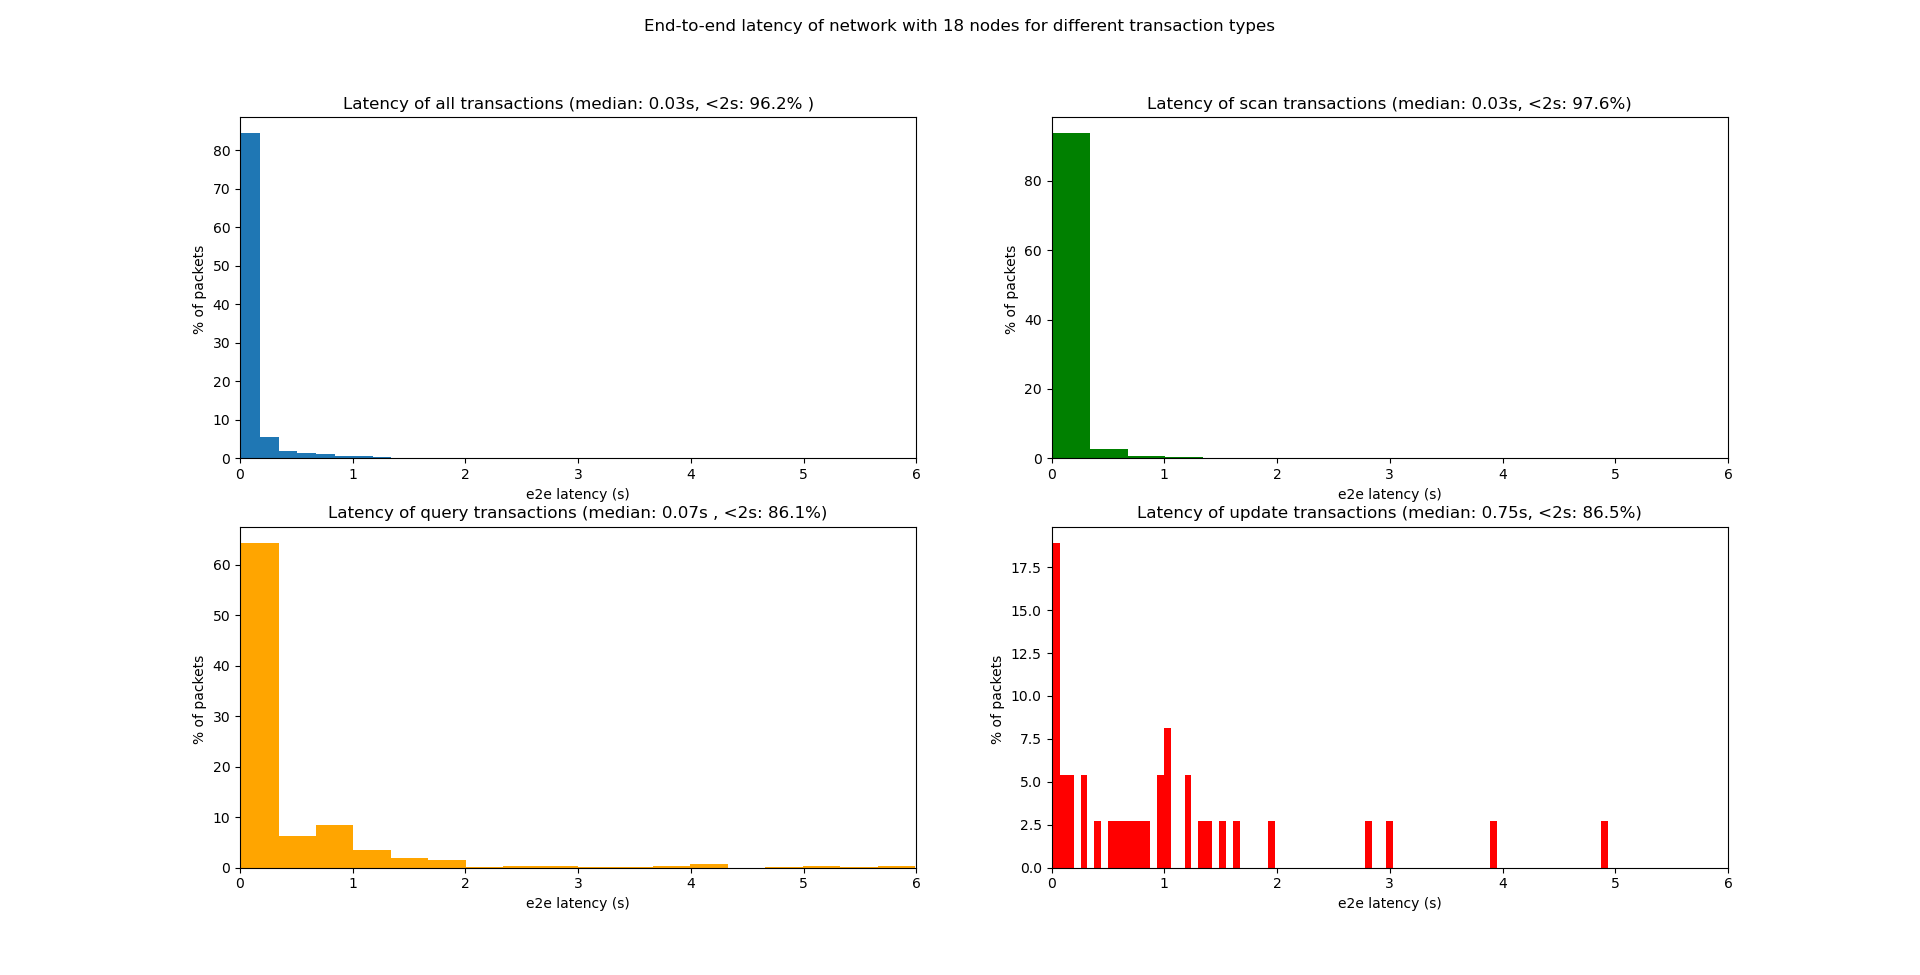 End-to-end latency of network with 18 nodes for different transaction types
Latency of all transactions (median: 0.03s, <2s: 96.2% )
80
70
60
50
40
30
20
10
0
% of packets
0 1 2 3 4 5 6
e2e latency (s)
Latency of scan transactions (median: 0.03s, <2s: 97.6%)
80
60
40
20
0
% of packets
0 1 2 3 4 5 6
e2e latency (s)
Latency of query transactions (median: 0.07s , <2s: 86.1%)
60
50
40
30
20
10
0
% of packets
0 1 2 3 4 5 6
e2e latency (s)
Latency of update transactions (median: 0.75s, <2s: 86.5%)
17.5
15.0
12.5
10.0
7.5
5.0
2.5
0.0
% of packets
0 1 2 3 4 5 6
e2e latency (s)